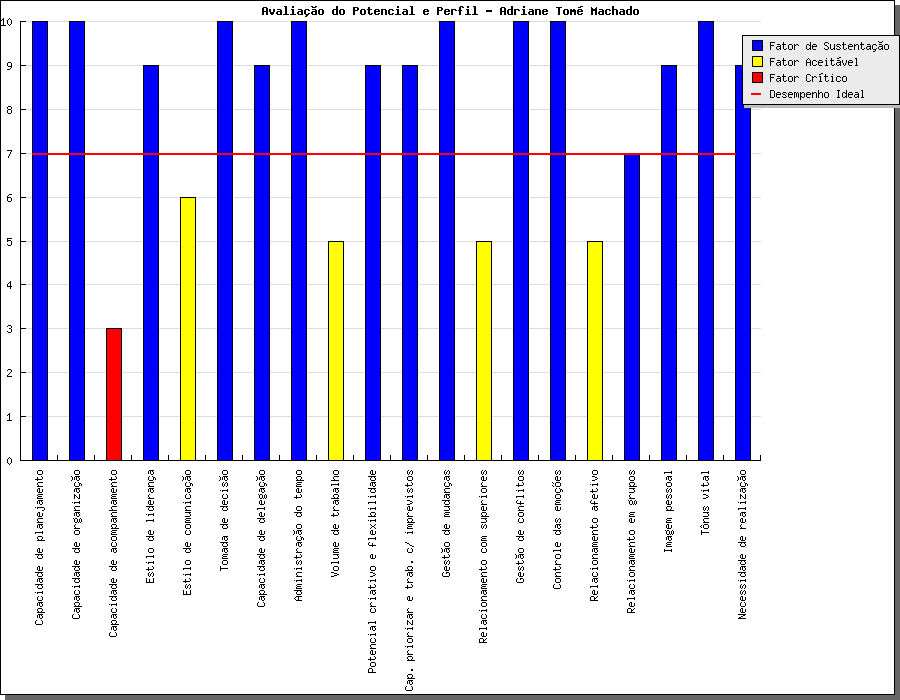 Avaliação do Potencial e Perfil - Adriane Tomé Machado
Fator de Sustentação
Fator Aceitável
Fator Crítico
Desempenho Ideal
10
9
8
7
6
5
4
3
2
1
0
Capacidade de planejamento
Capacidade de organização
Capacidade de acompanhamento
Estilo de liderança
Estilo de comunicação
Tomada de decisão
Capacidade de delegação
Administração do tempo
Volume de trabalho
Potencial criativo e flexibilidade
Cap. priorizar e trab. c/ imprevistos
Gestão de mudanças
Relacionamento com superiores
Gestão de conflitos
Controle das emoções
Relacionamento afetivo
Relacionamento em grupos
Imagem pessoal
Tônus vital
Necessidade de realização